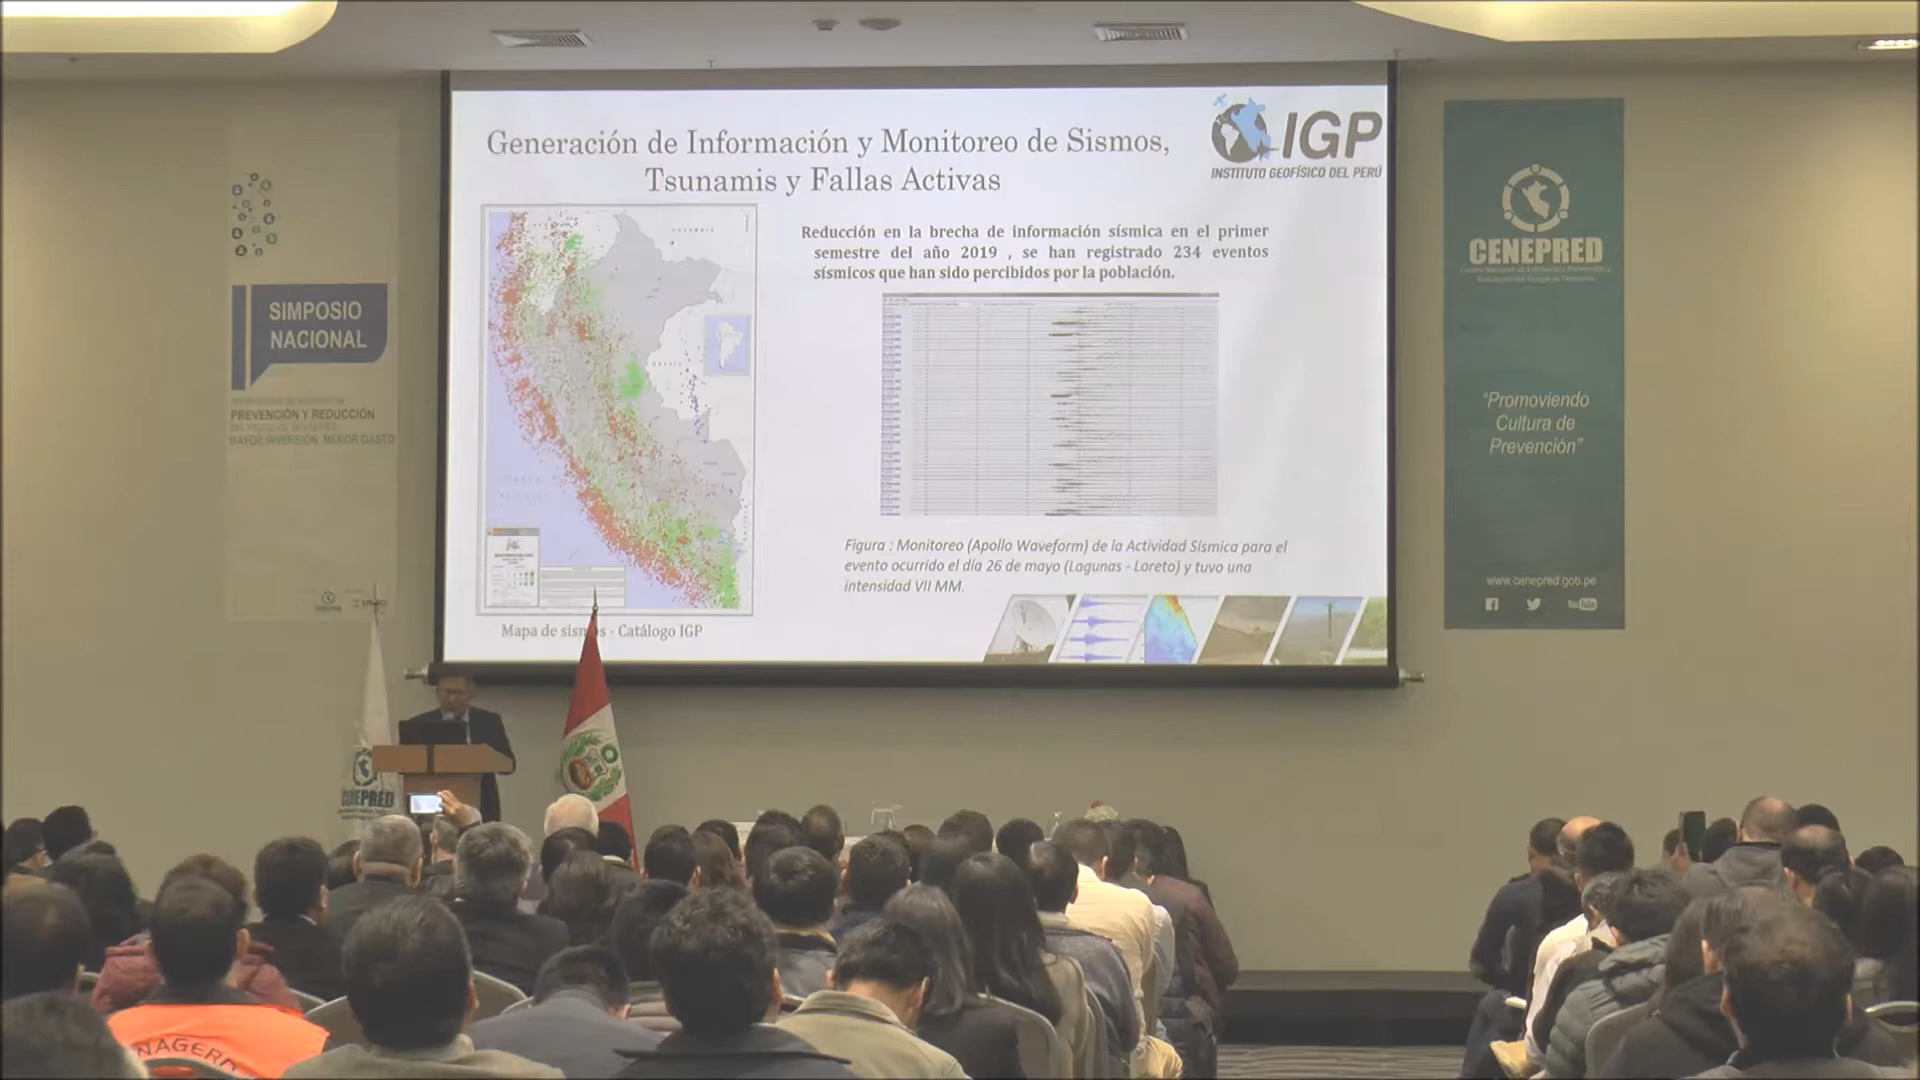 Generación de Información y Monitoreo de Sismos,
Tsunamis y Fallas Activas
IGP
INSTITUTO GEOFÍSICO DEL PERÚ
Reducción en la brecha de información sísmica en el primer
semestre del año 2019 , se han registrado 234 eventos
sísmicos que han sido percibidos por la población.
Figura : Monitoreo (Apollo Waveform) de la Actividad Sísmica para el
evento ocurrido el día 26 de mayo (Lagunas - Loreto) y tuvo una
intensidad VII MM.
Mapa de sismos - Catálogo IGP
SIMPOSIO
NACIONAL
PREVENCIÓN Y REDUCCIÓN
MAYOR INVERSIÓN, MENOR GASTO
CENEPRED
"Promoviendo
Cultura de
Prevención"
www.cenepred.gob.pe
You Tube
CENEPRED
NAGERD